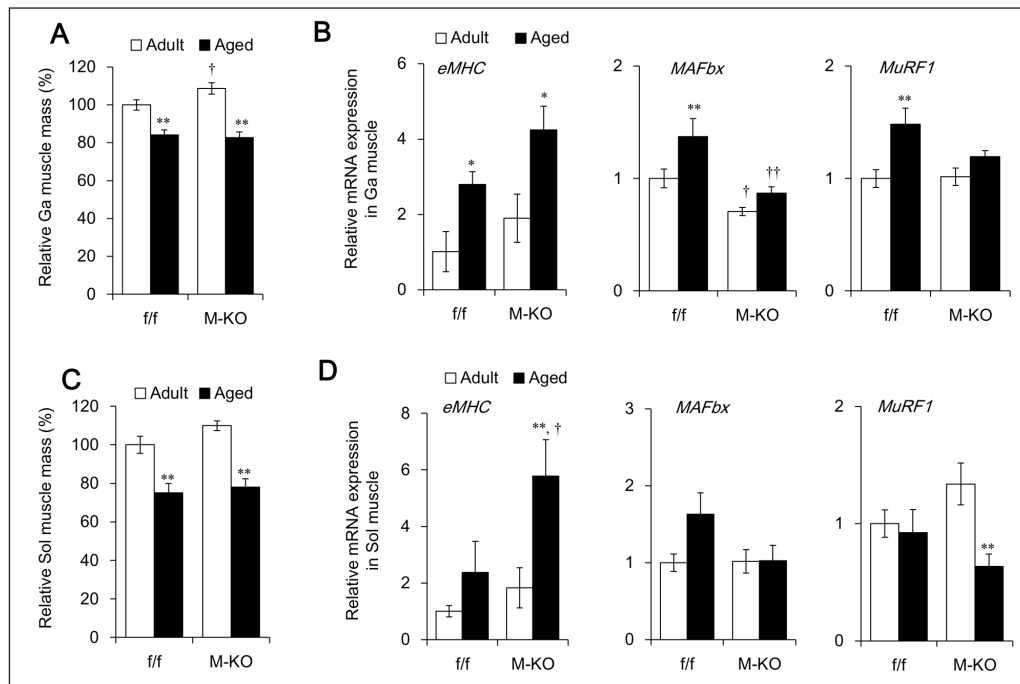 A
Adult Aged
Relative Ga muscle mass (%)
120
100
80
60
40
20
0
**
†
**
f/f M-KO
B
Adult Aged
Relative mRNA expression
in Ga muscle
eMHC
6
4
2
0
*
*
f/f M-KO
MAFbx
2
1
0
**
†
††
f/f M-KO
MuRF1
2
1
0
**
f/f M-KO
C
Adult Aged
Relative Sol muscle mass (%)
120
100
80
60
40
20
0
**
**
f/f M-KO
D
Adult Aged
Relative mRNA expression
in Sol muscle
eMHC
8
6
4
2
0
**, †
f/f M-KO
MAFbx
3
2
1
0
f/f M-KO
MuRF1
2
1
0
**
f/f M-KO